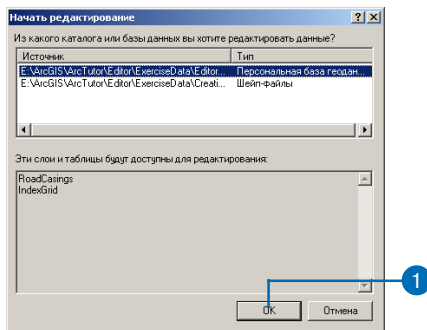 Начать редактирование
Из какого каталога или базы данных вы хотите редактировать данные?
Источник Тип
E:\ArcGIS\ArcTutor\Editor\ExerciseData\Editor... Персональная база геодан...
E:\ArcGIS\ArcTutor\Editor\ExerciseData\Creati... Шейп-файлы
Эти слои и таблицы будут доступны для редактирования:
RoadCasings
IndexGrid
1
OK Отмена